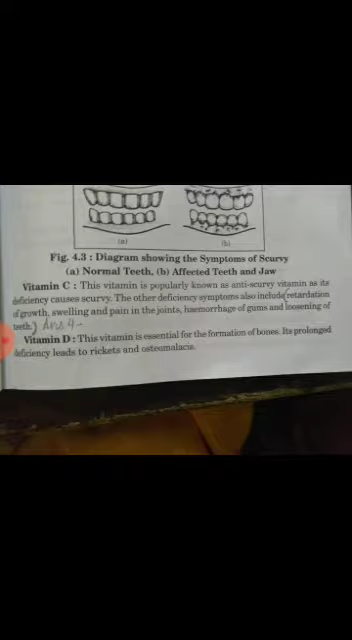 (a) (b)
Fig. 4.3 : Diagram showing the Symptoms of Scurvy
(a) Normal Teeth, (b) Affected Teeth and Jaw
Vitamin C : This vitamin is popularly known as anti-scurvy vitamin as its
deficiency causes scurvy. The other deficiency symptoms also include (retardation
of growth, swelling and pain in the joints, haemorrhage of gums and loosening of
teeth.) Ans 4-
Vitamin D : This vitamin is essential for the formation of bones. Its prolonged
deficiency leads to rickets and osteomalacia.